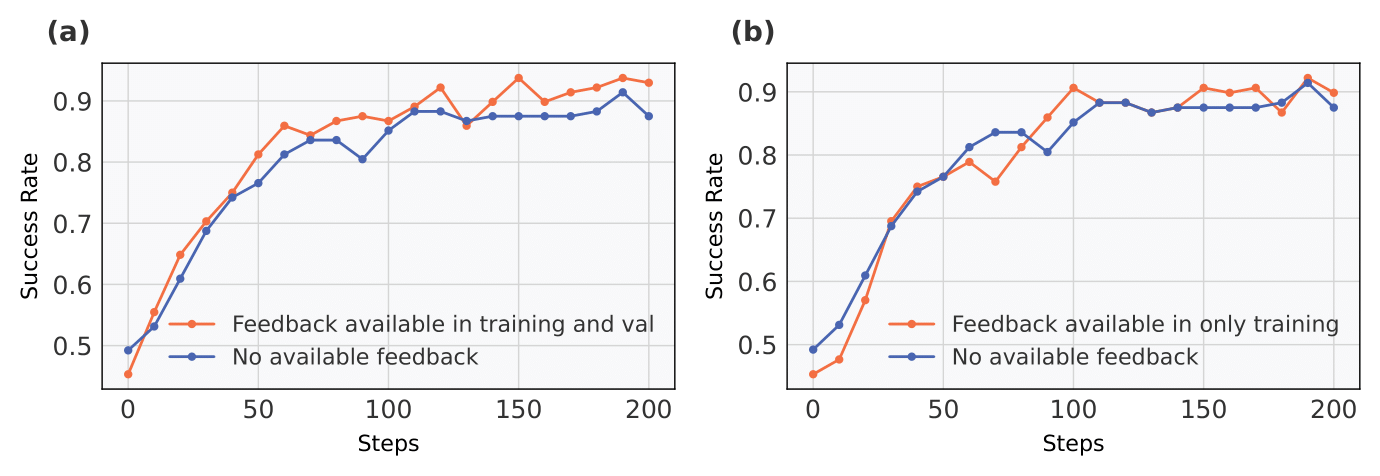 (a)
Success Rate
0.9
0.8
0.7
0.6
0.5
Feedback available in training and val
No available feedback
0 50 100 150 200
Steps
(b)
Success Rate
0.9
0.8
0.7
0.6
0.5
Feedback available in only training
No available feedback
0 50 100 150 200
Steps